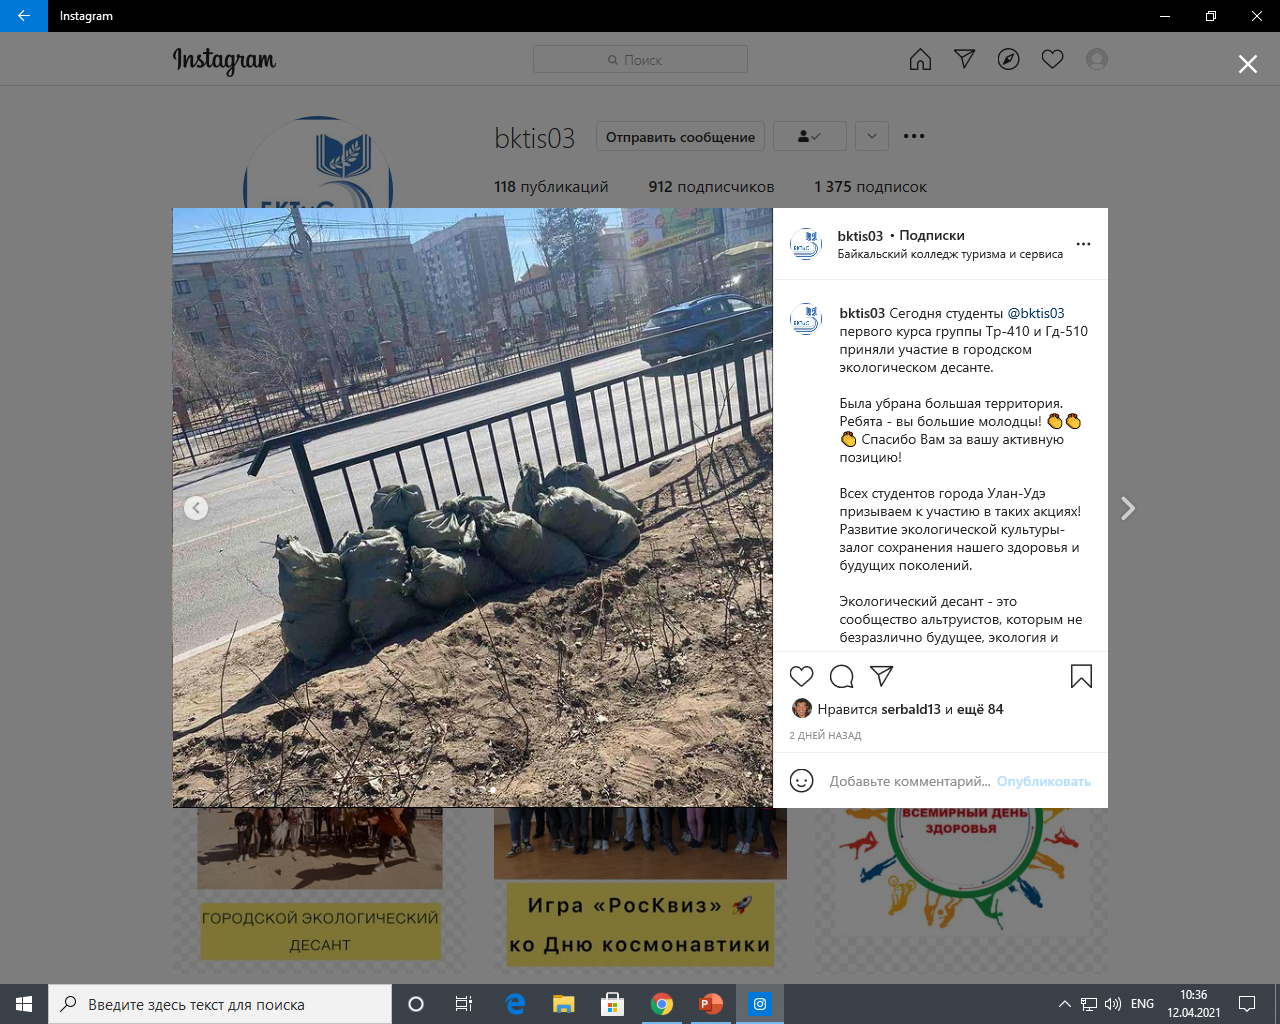 Instagram
Instagram
Поиск
bktis03
Отправить сообщение
118 публикаций
912 подписчиков
1 375 подписок
bktis03 • Подписки
Байкальский колледж туризма и сервиса
bktis03 Сегодня студенты @bktis03
первого курса группы Тр-410 и Гд-510
приняли участие в городском
экологическом десанте.
Была убрана большая территория.
Ребята - вы большие молодцы! 👏👏
👏 Спасибо Вам за вашу активную
позицию!
Всех студентов города Улан-Удэ
призываем к участию в таких акциях!
Развитие экологической культуры-
залог сохранения нашего здоровья и
будущих поколений.
Экологический десант - это
сообщество альтруистов, которым не
безразлично будущее, экология и
Нравится serbald13 и ещё 84
2 ДНЕЙ НАЗАД
Добавьте комментарий... Опубликовать
ГОРОДСКОЙ ЭКОЛОГИЧЕСКИЙ
ДЕСАНТ
Игра «РосКвиз» 🚀
ко Дню космонавтики
ВСЕМИРНЫЙ ДЕНЬ
ЗДОРОВЬЯ
Введите здесь текст для поиска
ENG
10:36
12.04.2021